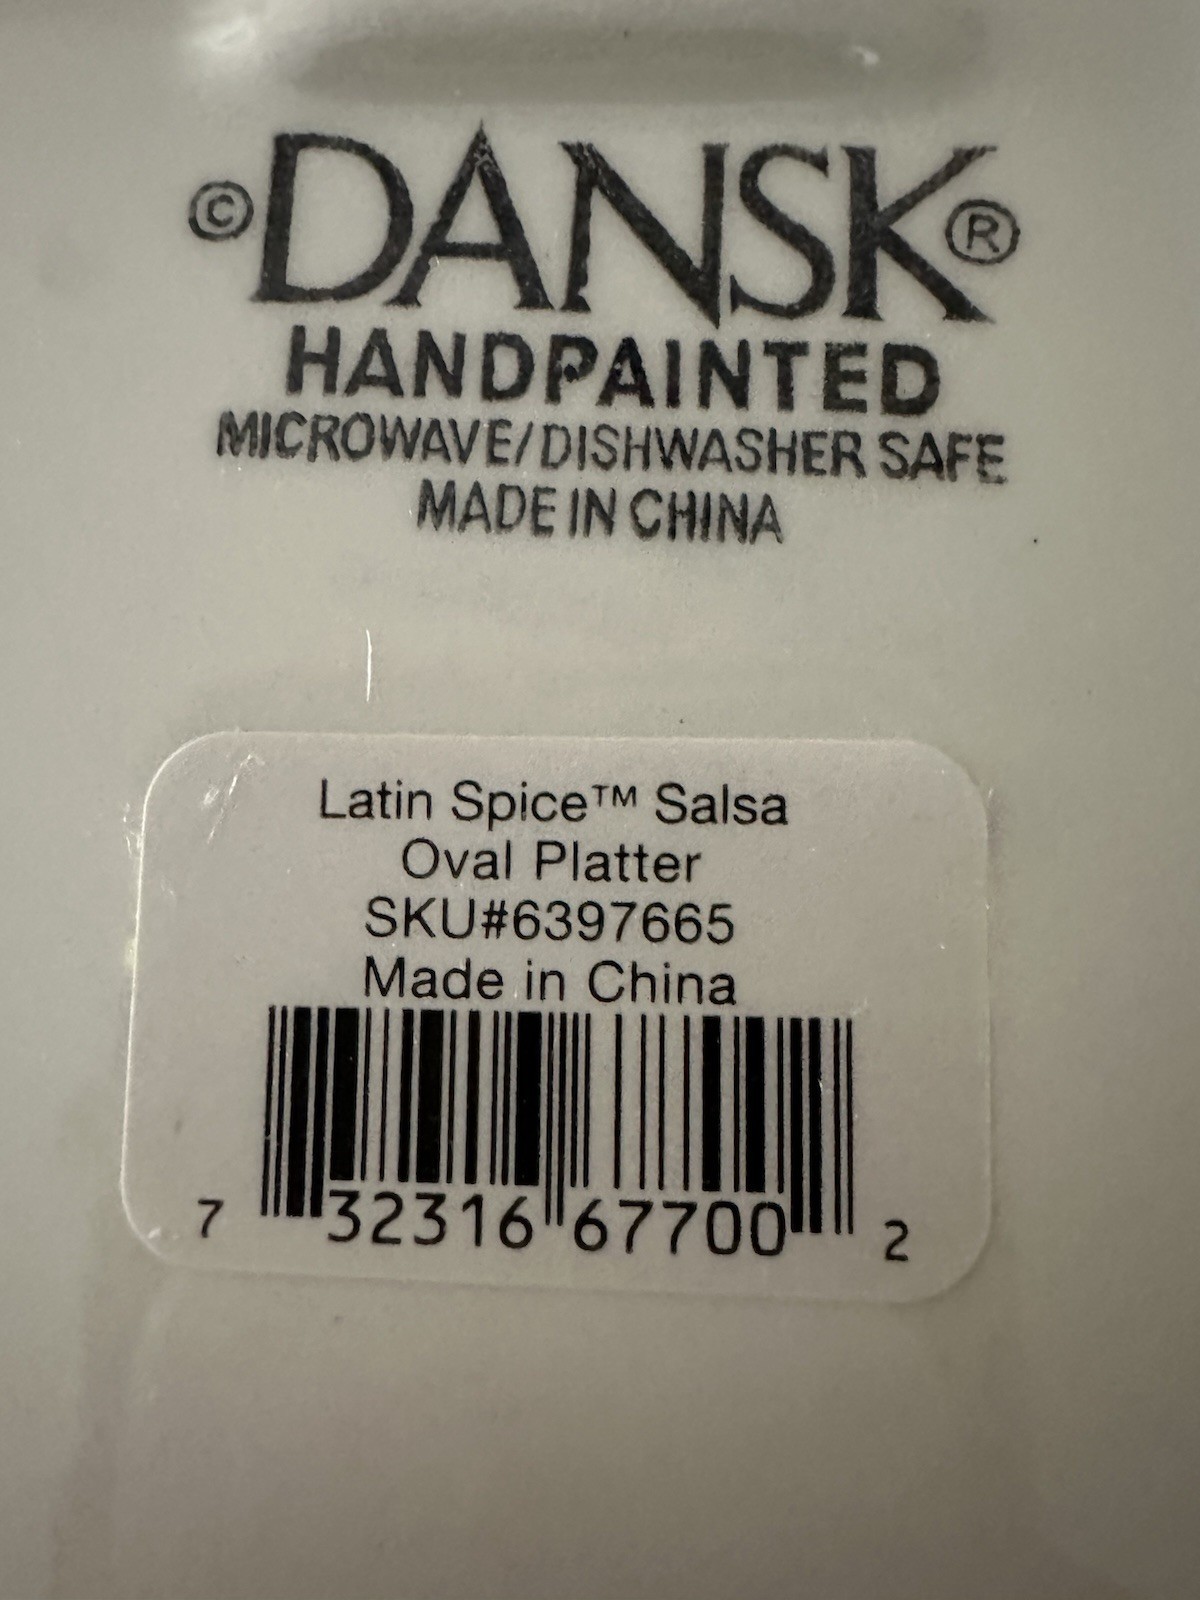 © DANSK ®
HANDPAINTED
MICROWAVE/DISHWASHER SAFE
MADE IN CHINA
Latin Spice™ Salsa
Oval Platter
SKU#6397665
Made in China
7 32316 67700 2